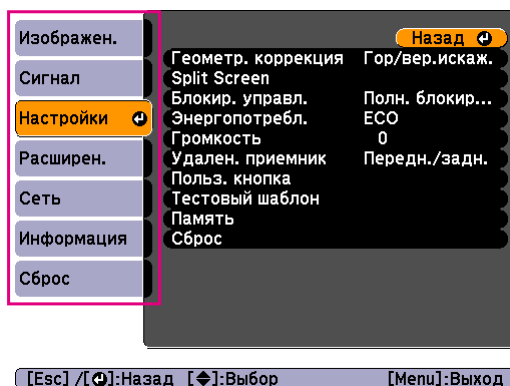 Изображен.
Сигнал
Настройки
Расширен.
Сеть
Информация
Сброс
Назад
Геометр. коррекция Гор/вер.искаж.
Split Screen
Блокир. управл. Полн. блокир...
Энергопотребл. ECO
Громкость 0
Удален. приемник Передн./задн.
Польз. кнопка
Тестовый шаблон
Память
Сброс
[Esc] /[⏎]:Назад [◆]:Выбор [Menu]:Выход